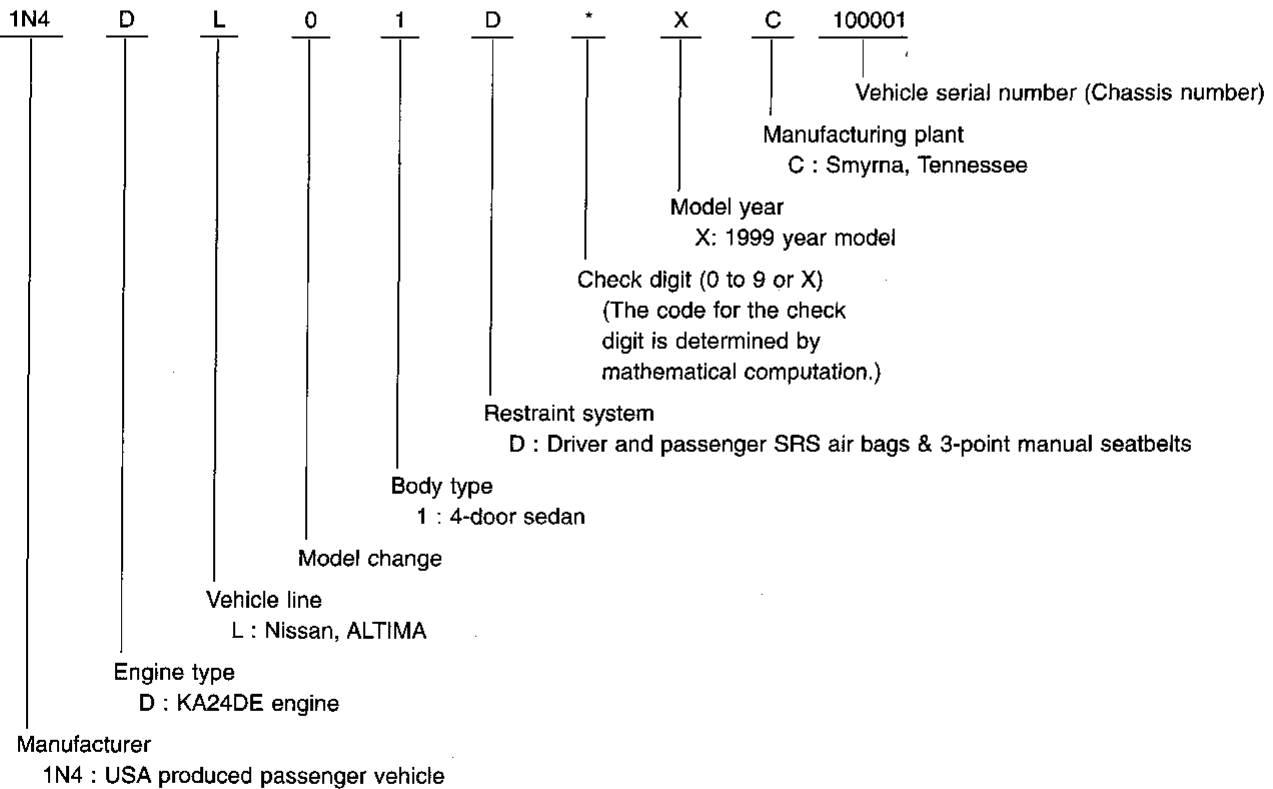 1N4 D L 0 1 D * X C 100001
Vehicle serial number (Chassis number)
Manufacturing plant
C : Smyrna, Tennessee
Model year
X: 1999 year model
Check digit (0 to 9 or X)
(The code for the check
digit is determined by
mathematical computation.)
Restraint system
D : Driver and passenger SRS air bags & 3-point manual seatbelts
Body type
1 : 4-door sedan
Model change
Vehicle line
L : Nissan, ALTIMA
Engine type
D : KA24DE engine
Manufacturer
1N4 : USA produced passenger vehicle